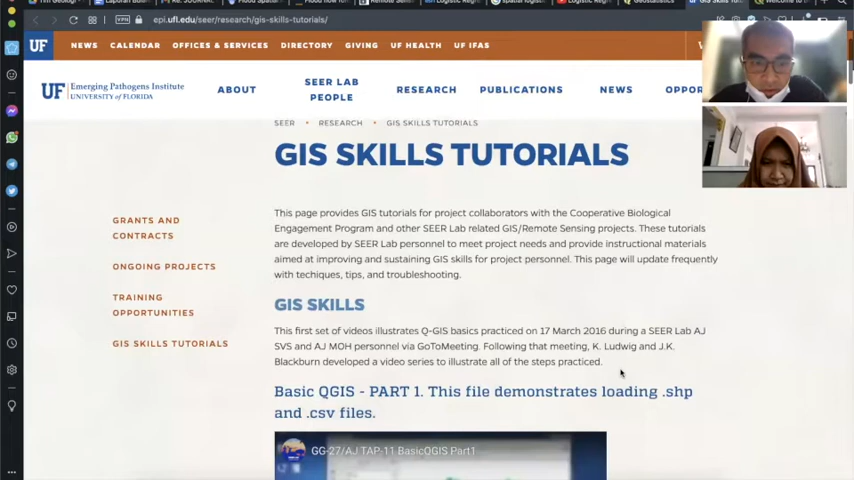 Laporan
Flood
Logistic Regr
epi.ufl.edu/seer/research/gis-skills-tutorials/
VPN
UF
NEWS CALENDAR OFFICES & SERVICES DIRECTORY GIVING UF HEALTH UF IFAS
UF Emerging Pathogens Institute
UNIVERSITY of FLORIDA
ABOUT SEER LAB PEOPLE RESEARCH PUBLICATIONS NEWS OPPOR
SEER • RESEARCH • GIS SKILLS TUTORIALS
GIS SKILLS TUTORIALS
GRANTS AND
CONTRACTS
ONGOING PROJECTS
TRAINING
OPPORTUNITIES
GIS SKILLS TUTORIALS
This page provides GIS tutorials for project collaborators with the Cooperative Biological
Engagement Program and other SEER Lab related GIS/Remote Sensing projects. These tutorials
are developed by SEER Lab personnel to meet project needs and provide instructional materials
aimed at improving and sustaining GIS skills for project personnel. This page will update frequently
with techiques, tips, and troubleshooting.
GIS SKILLS
This first set of videos illustrates Q-GIS basics practiced on 17 March 2016 during a SEER Lab AJ
SVS and AJ MOH personnel via GoToMeeting. Following that meeting, K. Ludwig and J.K.
Blackburn developed a video series to illustrate all of the steps practiced.
Basic QGIS - PART 1. This file demonstrates loading .shp
and .csv files.
GG-27/AJ TAP-11 BasicQGIS Part1